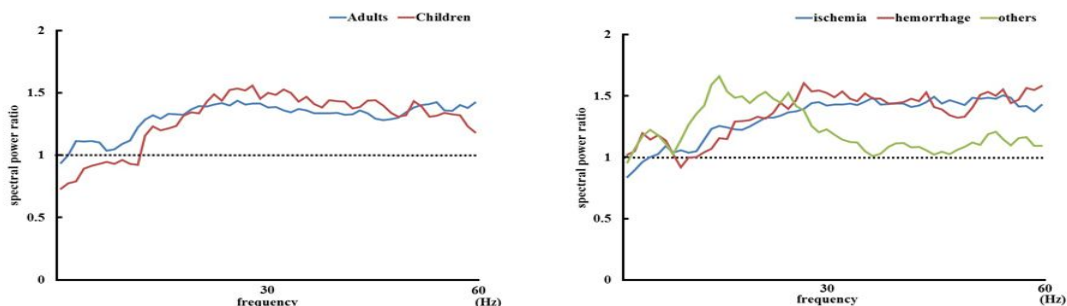 Adults Children
2
1.5
1
0.5
0
spectral power ratio
30
60
frequency
(Hz)
ischemia hemorrhage others
2
1.5
1
0.5
0
spectral power ratio
30
60
frequency
(Hz)